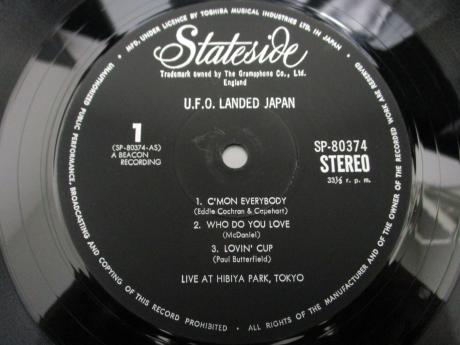 MFD. UNDER LICENCE BY TOSHIBA MUSICAL INDUSTRIES LTD. IN JAPAN.
Stateside
Trademark owned by The Gramophone Co., Ltd.
England
U.F.O. LANDED JAPAN
1
(SP-80374-AS)
A BEACON
RECORDING
SP-80374
STEREO
33⅓ r. p. m.
1. C'MON EVERYBODY
(Eddie Cochran & Capehart)
2. WHO DO YOU LOVE
(McDaniel)
3. LOVIN' CUP
(Paul Butterfield)
LIVE AT HIBIYA PARK, TOKYO
UNAUTHORIZED PUBLIC PERFORMANCE, BROADCASTING AND COPYING OF THIS RECORD PROHIBITED • ALL RIGHTS OF THE MANUFACTURER AND OF THE OWNER OF THE RECORDED WORK ARE RESERVED